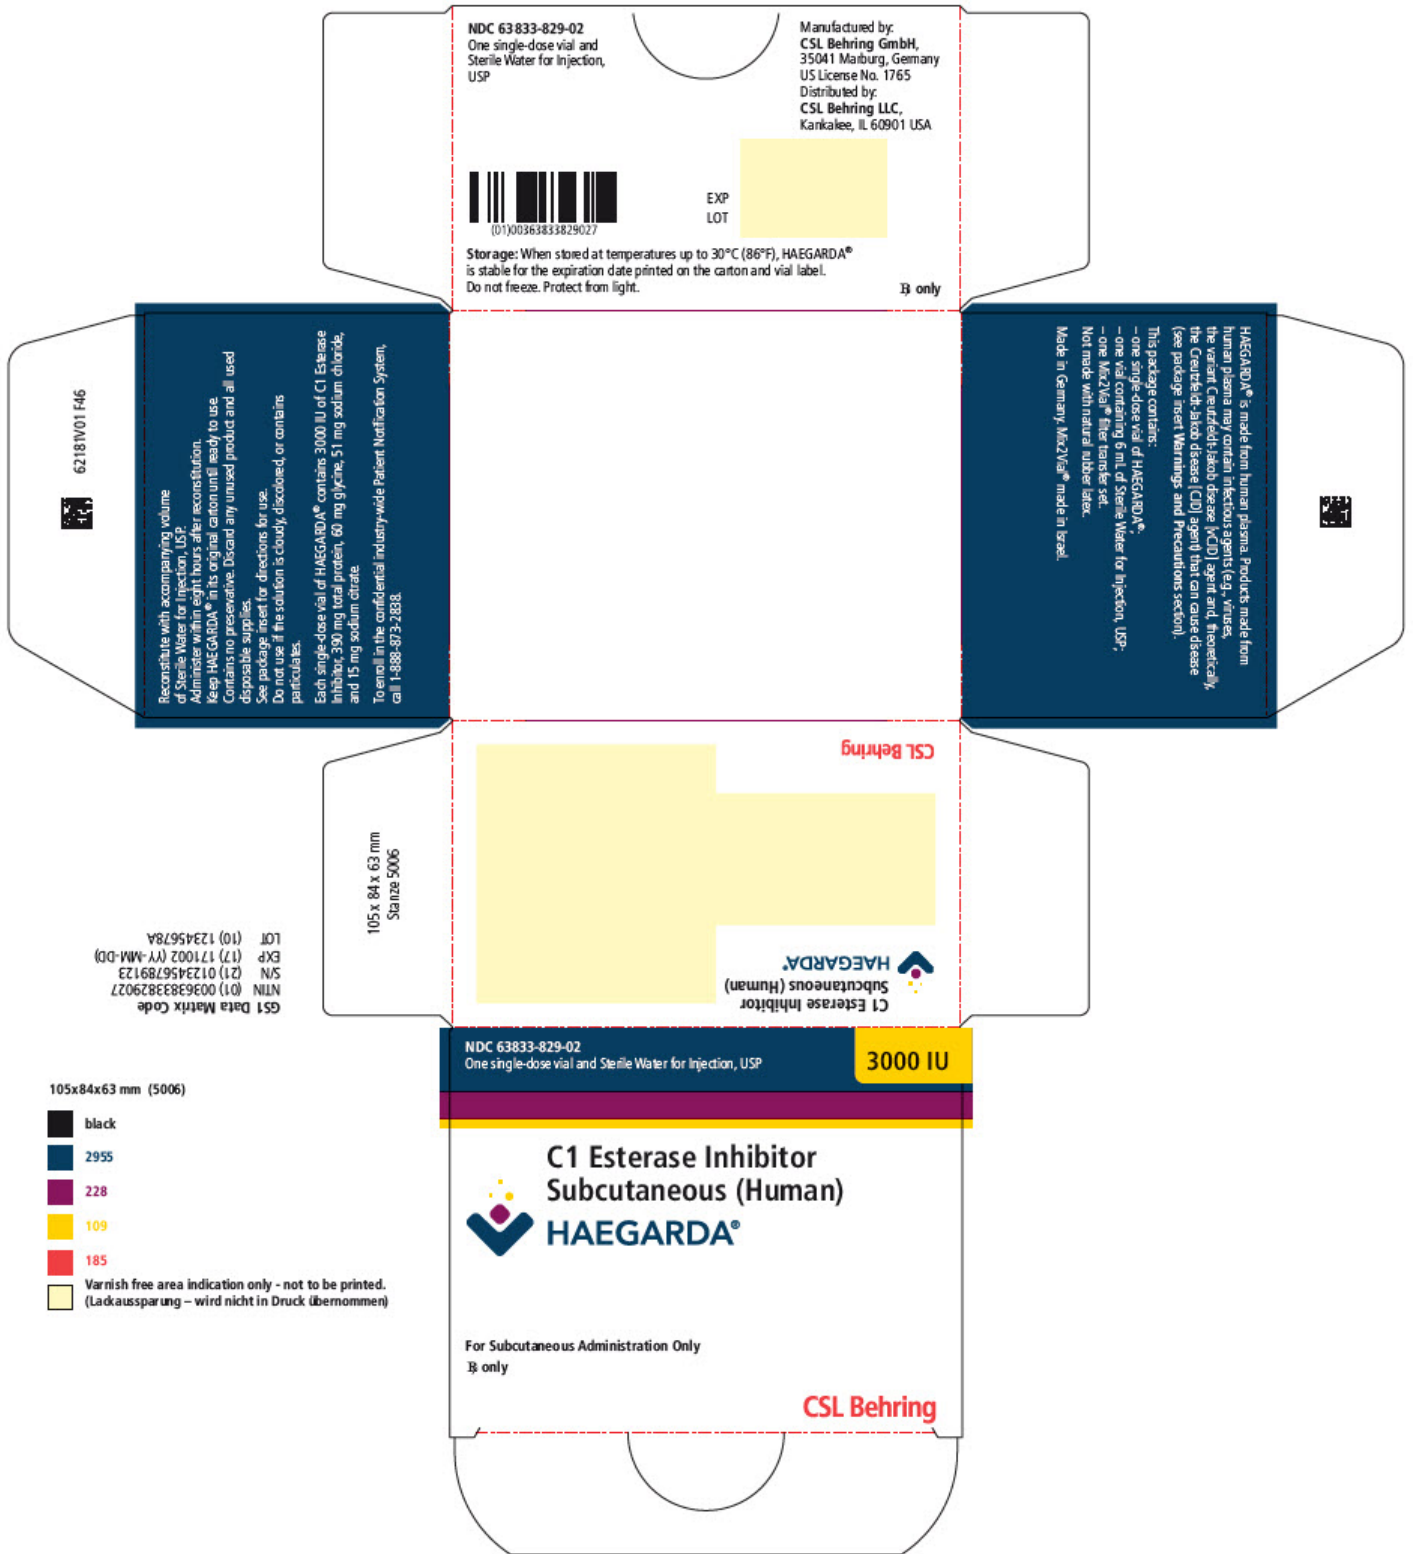 NDC 63833-829-02
One single-dose vial and
Sterile Water for Injection,
USP
Manufactured by:
CSL Behring GmbH,
35041 Marburg, Germany
US License No. 1765
Distributed by:
CSL Behring LLC,
Kankakee, IL 60901 USA
(01)00363833829027
EXP
LOT
Storage: When stored at temperatures up to 30°C (86°F), HAEGARDA®
is stable for the expiration date printed on the carton and vial label.
Do not freeze. Protect from light.
℞ only
62181V01 F46
Reconstitute with accompanying volume
of Sterile Water for Injection, USP.
Administer within eight hours after reconstitution.
Keep HAEGARDA® in its original carton until ready to use.
Contains no preservative. Discard any unused product and all used
disposable supplies.
See package insert for directions for use.
Do not use if the solution is cloudy, discolored, or contains
particulates.
Each single-dose vial of HAEGARDA® contains 3000 IU of C1 Esterase
Inhibitor, 390 mg total protein, 60 mg glycine, 51 mg sodium chloride,
and 15 mg sodium citrate.
To enroll in the confidential industry-wide Patient Notification System,
call 1-888-873-2838.
HAEGARDA® is made from human plasma. Products made from
human plasma may contain infectious agents (e.g., viruses,
the variant Creutzfeldt-Jakob disease [vCJD] agent and, theoretically,
the Creutzfeldt-Jakob disease [CJD] agent) that can cause disease
(see package insert Warnings and Precautions section).
This package contains:
– one single-dose vial of HAEGARDA®;
– one vial containing 6 mL of Sterile Water for Injection, USP;
– one Mix2Vial® filter transfer set.
Not made with natural rubber latex.
Made in Germany. Mix2Vial® made in Israel.
CSL Behring
C1 Esterase Inhibitor
Subcutaneous (Human)
HAEGARDA®
105 x 84 x 63 mm
Stanze 5006
GS1 Data Matrix Code
NTIN (01) 00363833829027
S/N (21) 0123456789123
EXP (17) 171002 (YY-MM-DD)
LOT (10) 12345678A
NDC 63833-829-02
One single-dose vial and Sterile Water for Injection, USP
3000 IU
C1 Esterase Inhibitor
Subcutaneous (Human)
HAEGARDA®
For Subcutaneous Administration Only
℞ only
CSL Behring
105x84x63 mm (5006)
black
2955
228
109
185
Varnish free area indication only - not to be printed.
(Lackaussparung – wird nicht in Druck übernommen)